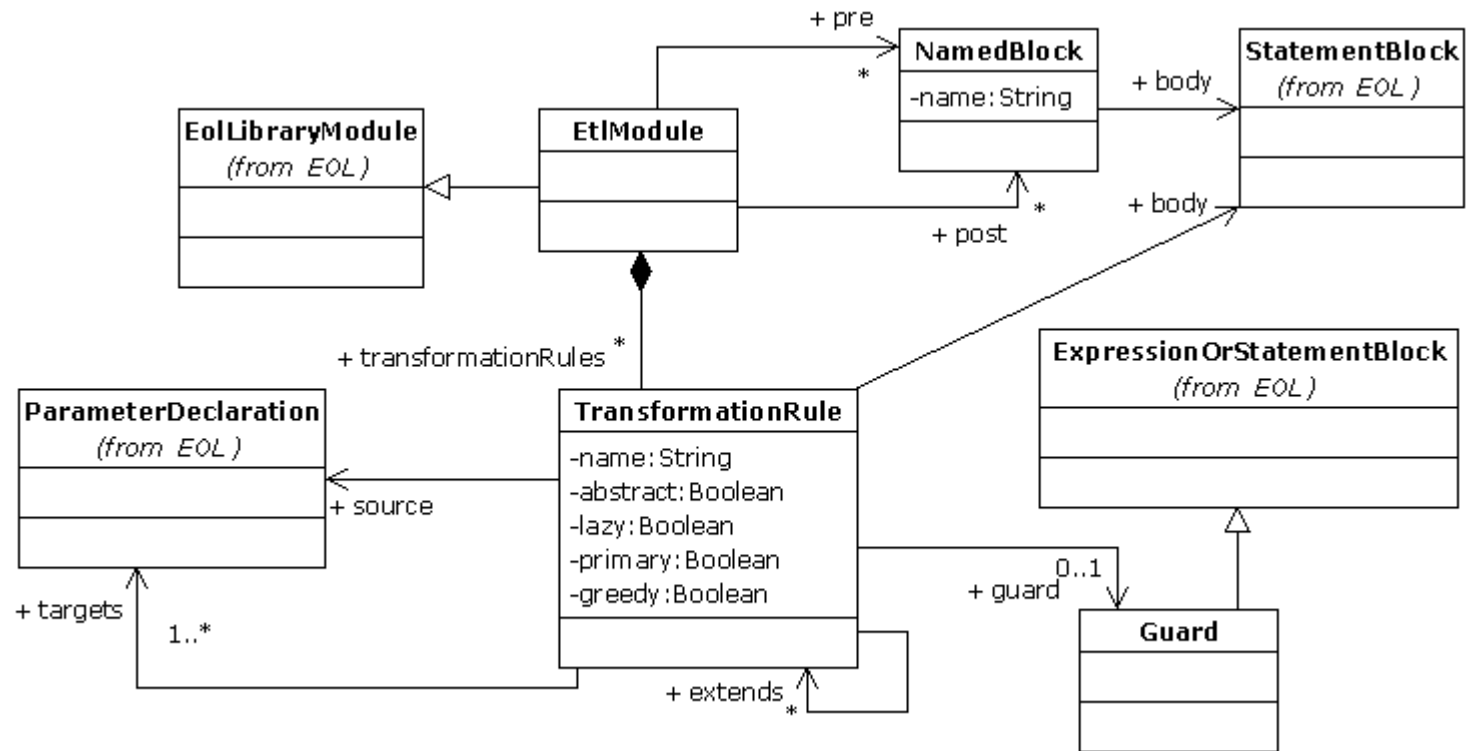 + pre
*
NamedBlock
-name:String
StatementBlock
(from EOL)
+ body
EolLibraryModule
(from EOL)
EtlModule
+ post
*
+ body
+ transformationRules
*
ExpressionOrStatementBlock
(from EOL)
ParameterDeclaration
(from EOL)
TransformationRule
-name:String
-abstract:Boolean
-lazy:Boolean
-primary:Boolean
-greedy:Boolean
+ source
+ targets
1..*
+ guard
0..1
Guard
+ extends
*